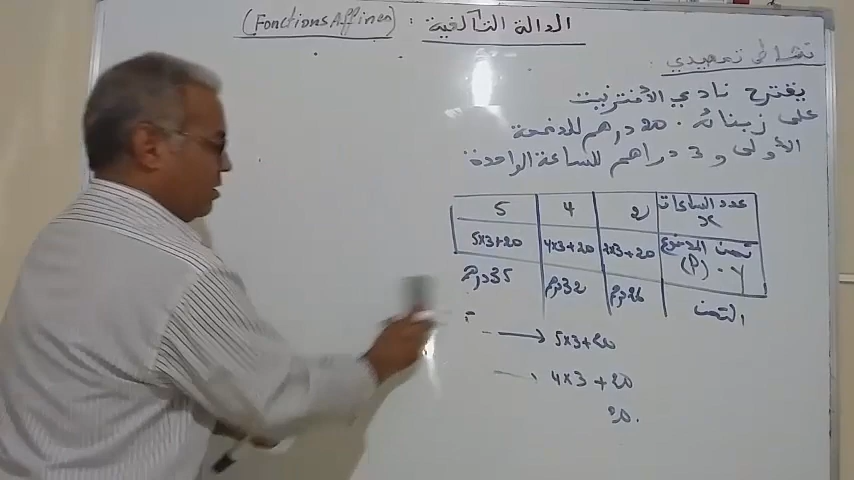 الدالة التآلفية : (Fonctions Affines)
نشاط تمهيدي
يقترح نادي الأنترنيت
على زبنائه . 20 درهم للدفعة
الأولى و 3 دراهم للساعة الواحدة
عدد الساعات x 2 4 5
ثمن المدفوع y . (P) 2x3+20 4x3+20 5x3+20
الثمن 26 درهم 32 درهم 35 درهم
→ 5x3+20
4x3+20
20.